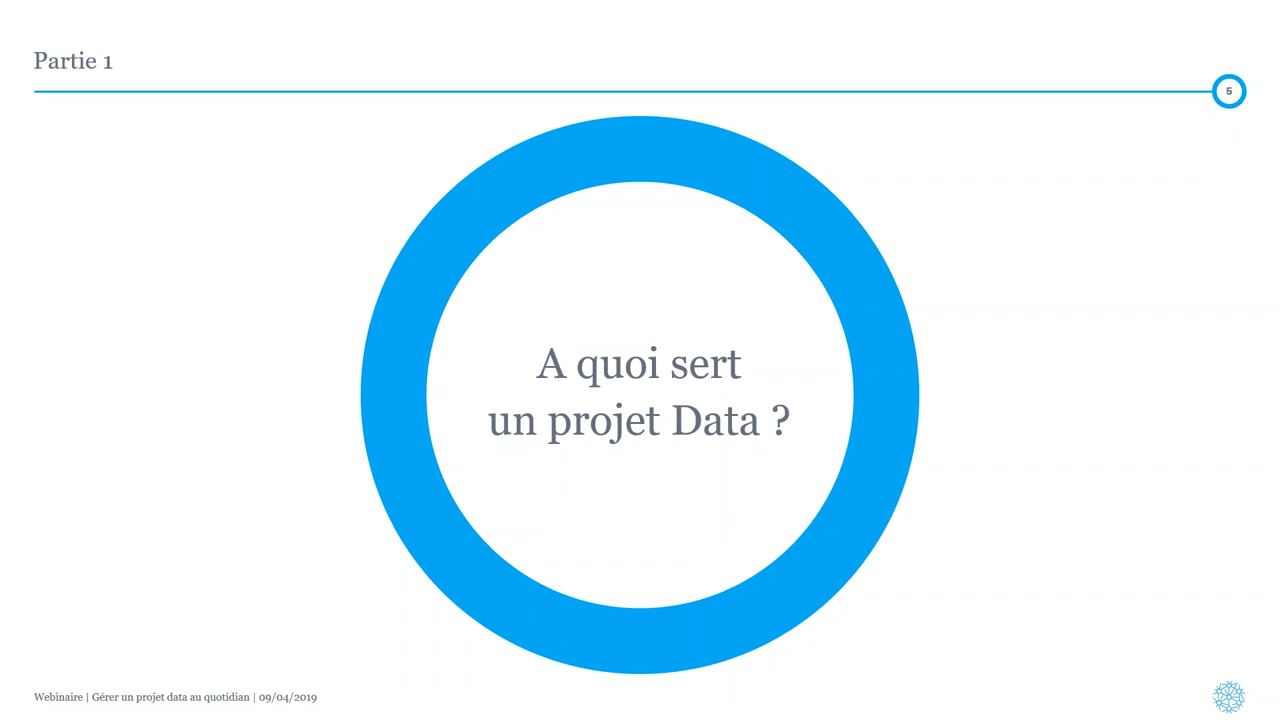 Partie 1
5
A quoi sert
un projet Data ?
Webinaire | Gérer un projet data au quotidian | 09/04/2019